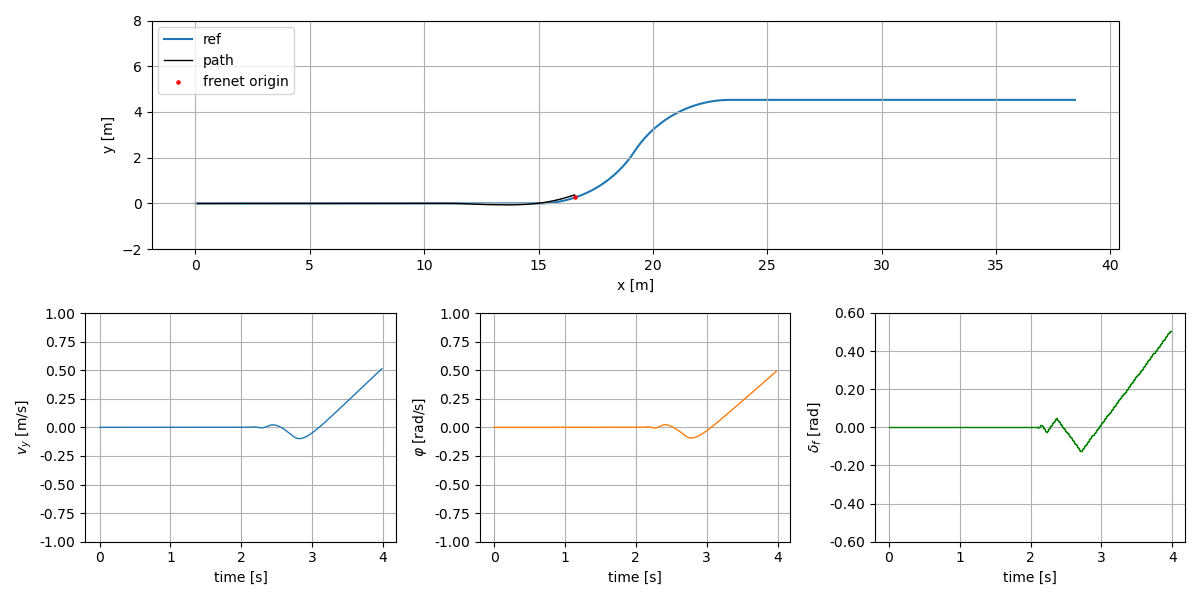 8
6
4
2
0
−2
y [m]
ref
path
frenet origin
0 5 10 15 20 25 30 35 40
x [m]
1.00
0.75
0.50
0.25
0.00
-0.25
-0.50
-0.75
-1.00
v_y [m/s]
0 1 2 3 4
time [s]
1.00
0.75
0.50
0.25
0.00
-0.25
-0.50
-0.75
-1.00
φ [rad/s]
0 1 2 3 4
time [s]
0.60
0.40
0.20
0.00
-0.20
-0.40
-0.60
δ_f [rad]
0 1 2 3 4
time [s]